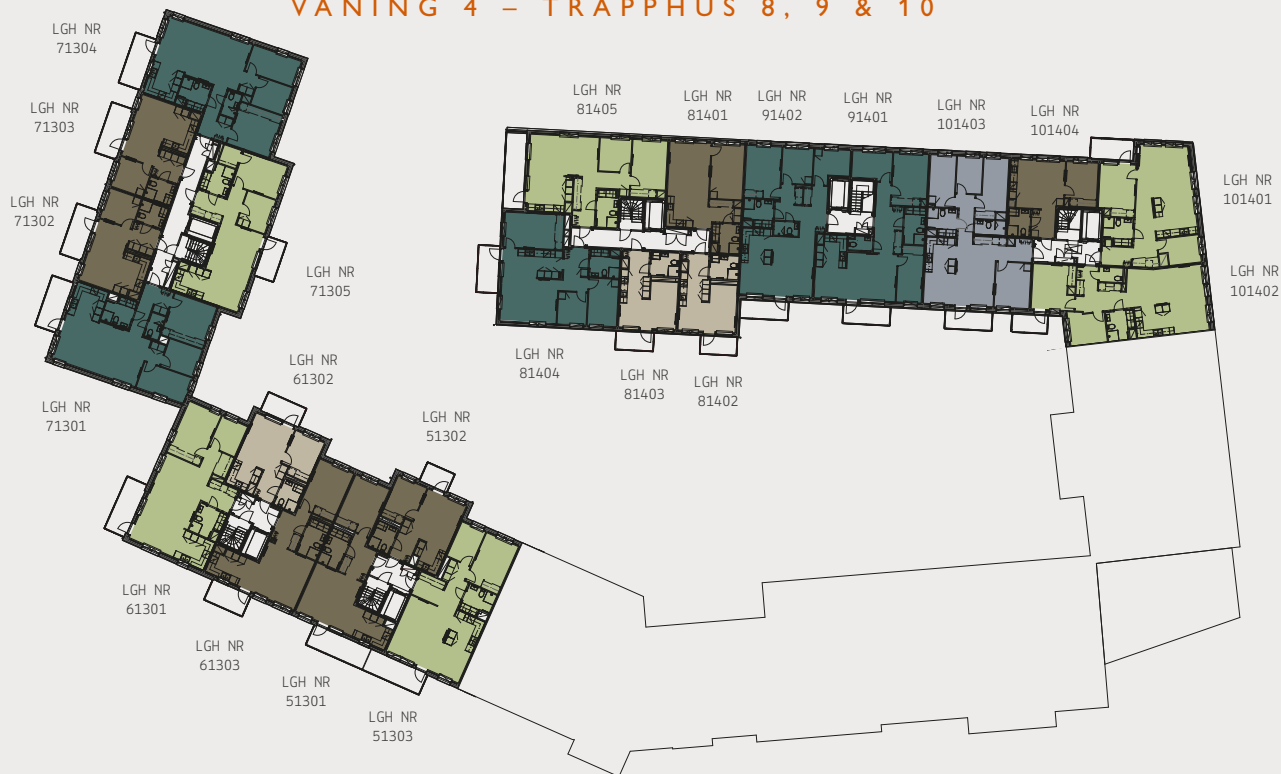 VÅNING 4 – TRAPPHUS 8, 9 & 10
LGH NR
71304
LGH NR
71303
LGH NR
71302
LGH NR
71305
LGH NR
71301
LGH NR
61302
LGH NR
51302
LGH NR
61301
LGH NR
61303
LGH NR
51301
LGH NR
51303
LGH NR
81405
LGH NR
81401
LGH NR
91402
LGH NR
91401
LGH NR
101403
LGH NR
101404
LGH NR
101401
LGH NR
101402
LGH NR
81404
LGH NR
81403
LGH NR
81402